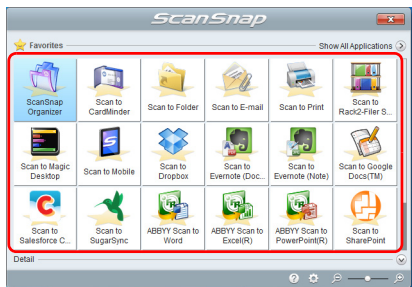 ScanSnap
Favorites
Show All Applications
ScanSnap
Organizer
Scan to
CardMinder
Scan to Folder
Scan to E-mail
Scan to Print
Scan to
Rack2-Filer S...
Scan to Magic
Desktop
Scan to Mobile
Scan to
Dropbox
Scan to
Evernote (Doc...
Scan to
Evernote (Note)
Scan to Google
Docs(TM)
Scan to
Salesforce C...
Scan to
SugarSync
ABBYY Scan to
Word
ABBYY Scan to
Excel(R)
ABBYY Scan to
PowerPoint(R)
Scan to
SharePoint
Detail